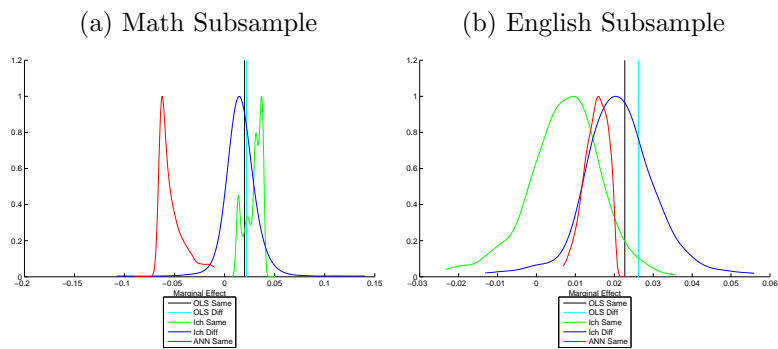 (a) Math Subsample
(b) English Subsample
1.2
1
0.8
0.6
0.4
0.2
0
−0.2
−0.15
−0.1
−0.05
0
0.05
0.1
0.15
Marginal Effect
OLS Same
OLS Diff
Ich Same
Ich Diff
ANN Same
1.2
1
0.8
0.6
0.4
0.2
0
−0.03
−0.02
−0.01
0
0.01
0.02
0.03
0.04
0.05
0.06
Marginal Effect
OLS Same
OLS Diff
Ich Same
Ich Diff
ANN Same